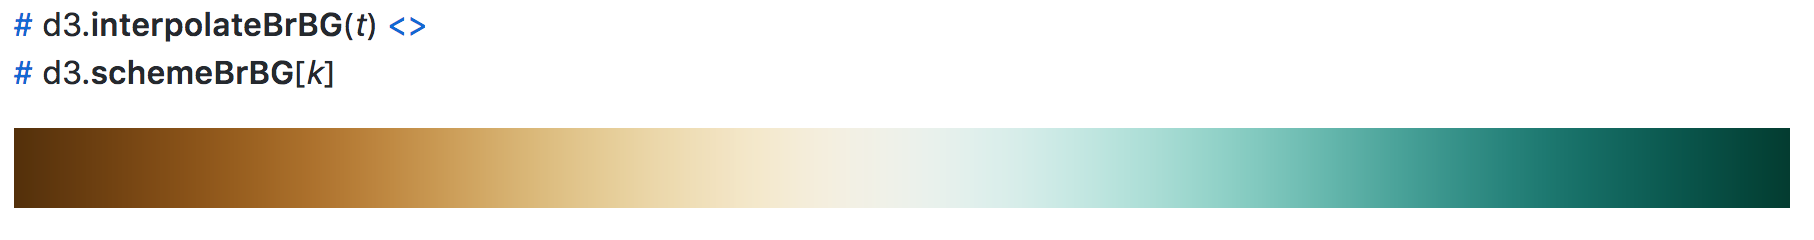 # d3.interpolateBrBG(t) <>
# d3.schemeBrBG[k]